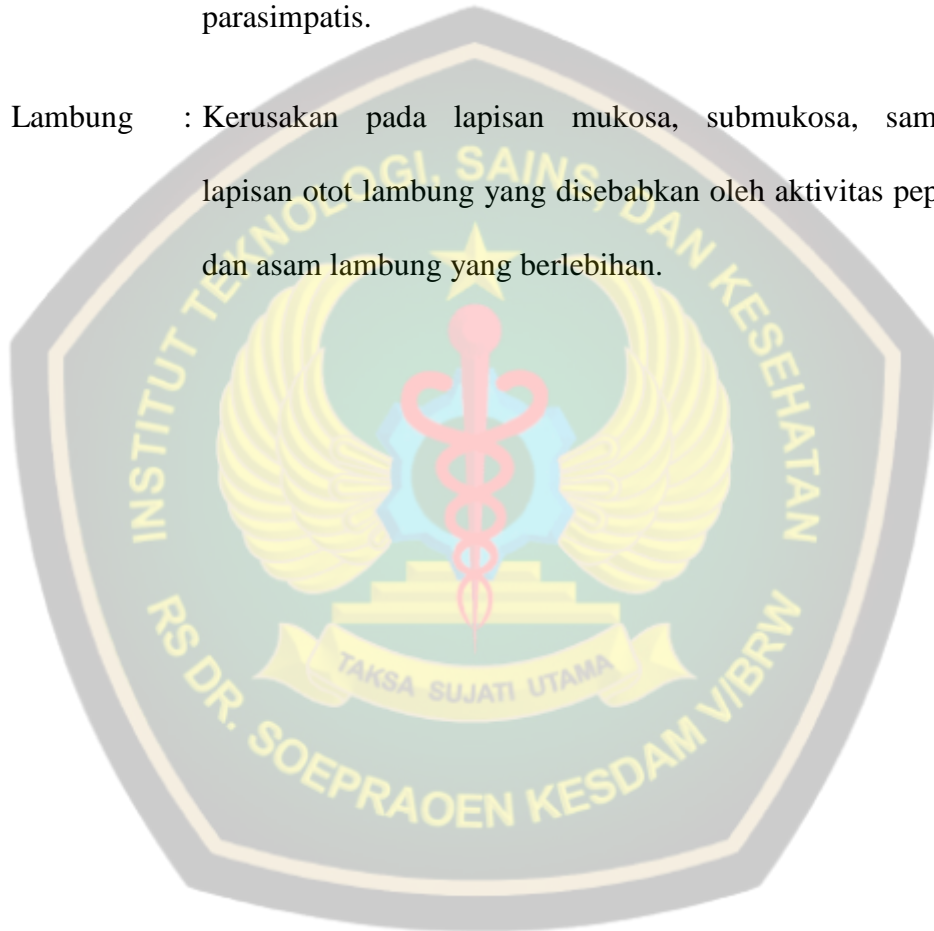 parasimpatis.
Lambung : Kerusakan pada lapisan mukosa, submukosa, sam
lapisan otot lambung yang disebabkan oleh aktivitas pep
dan asam lambung yang berlebihan.
INSTITUT TEKNOLOGI, SAINS, DAN KESEHATAN
TAKSA SUJATI UTAMA
RS DR. SOEPRAOEN KESDAM V/BRW